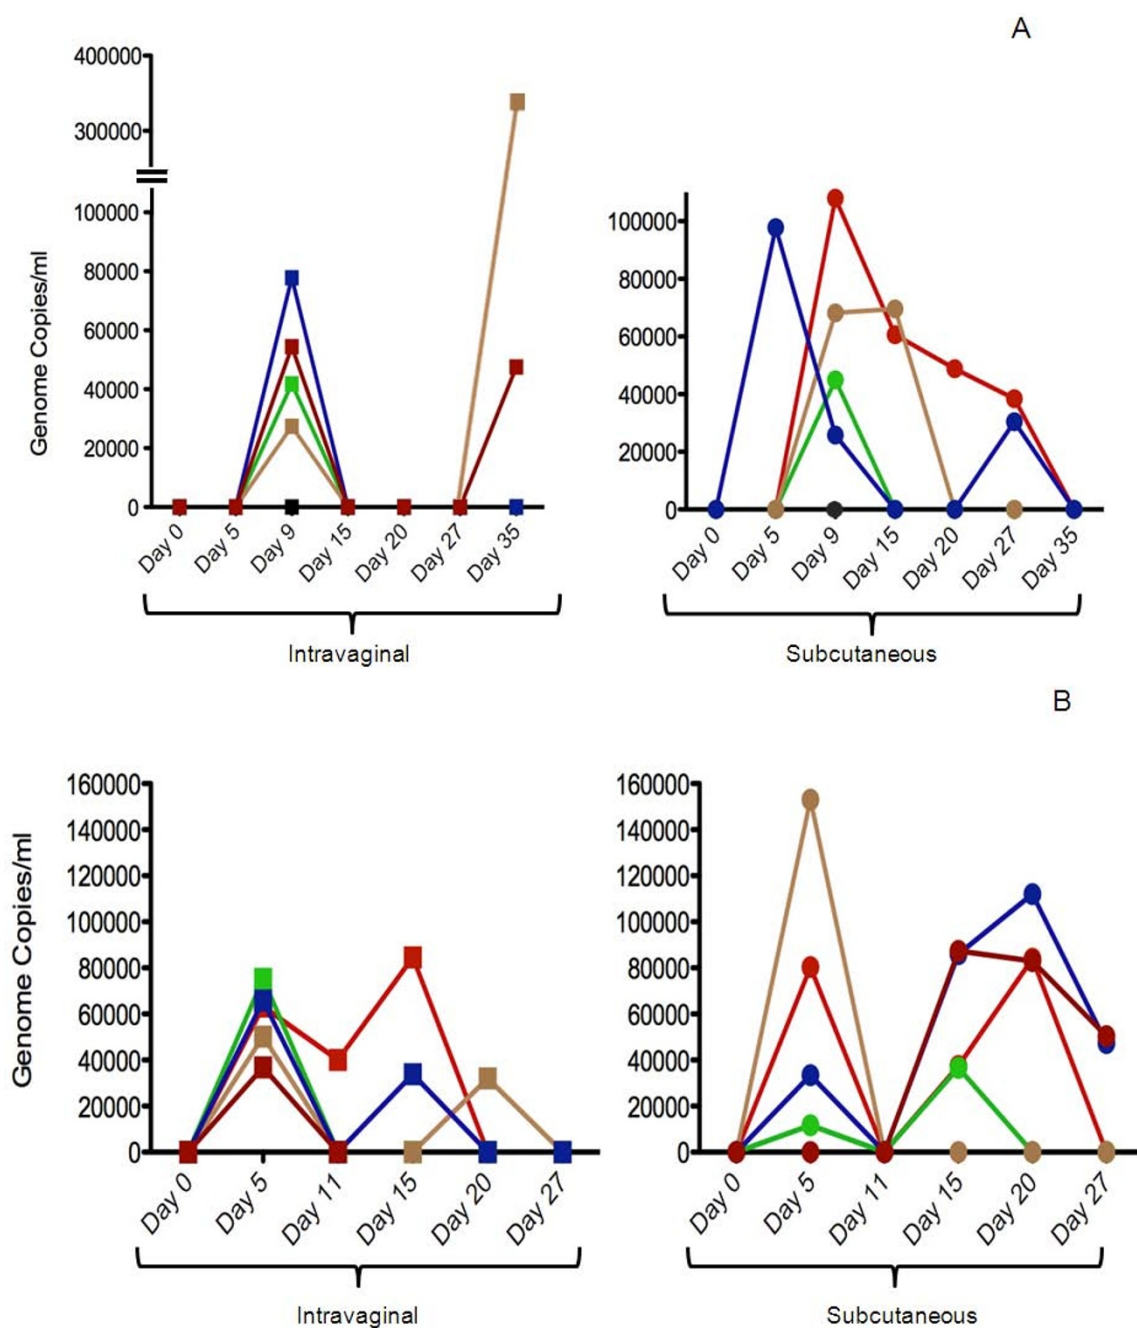 A
400000
300000
100000
80000
60000
40000
20000
0
Genome Copies/ml
Day 0
Day 5
Day 9
Day 15
Day 20
Day 27
Day 35
Intravaginal
100000
80000
60000
40000
20000
0
Day 0
Day 5
Day 9
Day 15
Day 20
Day 27
Day 35
Subcutaneous
B
160000
140000
120000
100000
80000
60000
40000
20000
0
Genome Copies/ml
Day 0
Day 5
Day 11
Day 15
Day 20
Day 27
Intravaginal
160000
140000
120000
100000
80000
60000
40000
20000
0
Day 0
Day 5
Day 11
Day 15
Day 20
Day 27
Subcutaneous